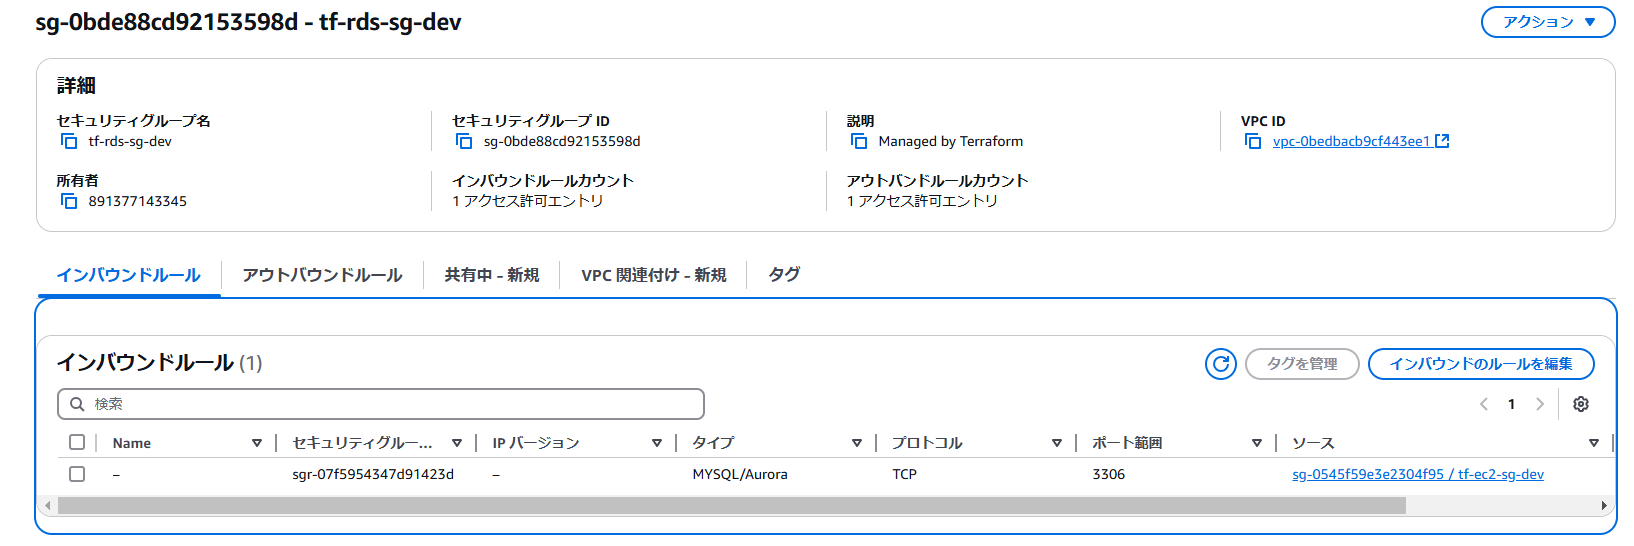 sg-0bde88cd92153598d - tf-rds-sg-dev
アクション
詳細
セキュリティグループ名
tf-rds-sg-dev
セキュリティグループ ID
sg-0bde88cd92153598d
説明
Managed by Terraform
VPC ID
vpc-0bedbacb9cf443ee1
所有者
891377143345
インバウンドルールカウント
1 アクセス許可エントリ
アウトバンドルールカウント
1 アクセス許可エントリ
インバウンドルール アウトバウンドルール 共有中 - 新規 VPC 関連付け - 新規 タグ
インバウンドルール (1)
タグを管理 インバウンドのルールを編集
検索
1
Name セキュリティグルー... IP バージョン タイプ プロトコル ポート範囲 ソース
– sgr-07f5954347d91423d – MYSQL/Aurora TCP 3306 sg-0545f59e3e2304f95 / tf-ec2-sg-dev